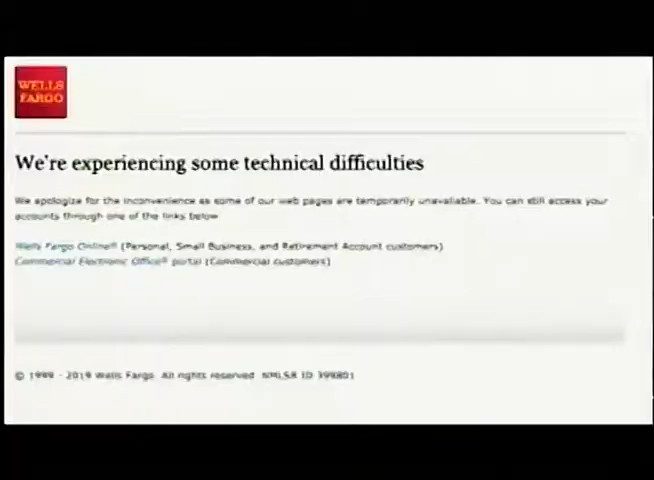 WELLS
FARGO
We're experiencing some technical difficulties
We apologize for the inconvenience as some of our web pages are temporarily unavailable. You can still access your
accounts through one of the links below
Wells Fargo Online® (Personal, Small Business, and Retirement Account customers)
Commercial Electronic Office® portal (Commercial customers)
© 1999 - 2019 Wells Fargo. All rights reserved. NMLSR ID 399801